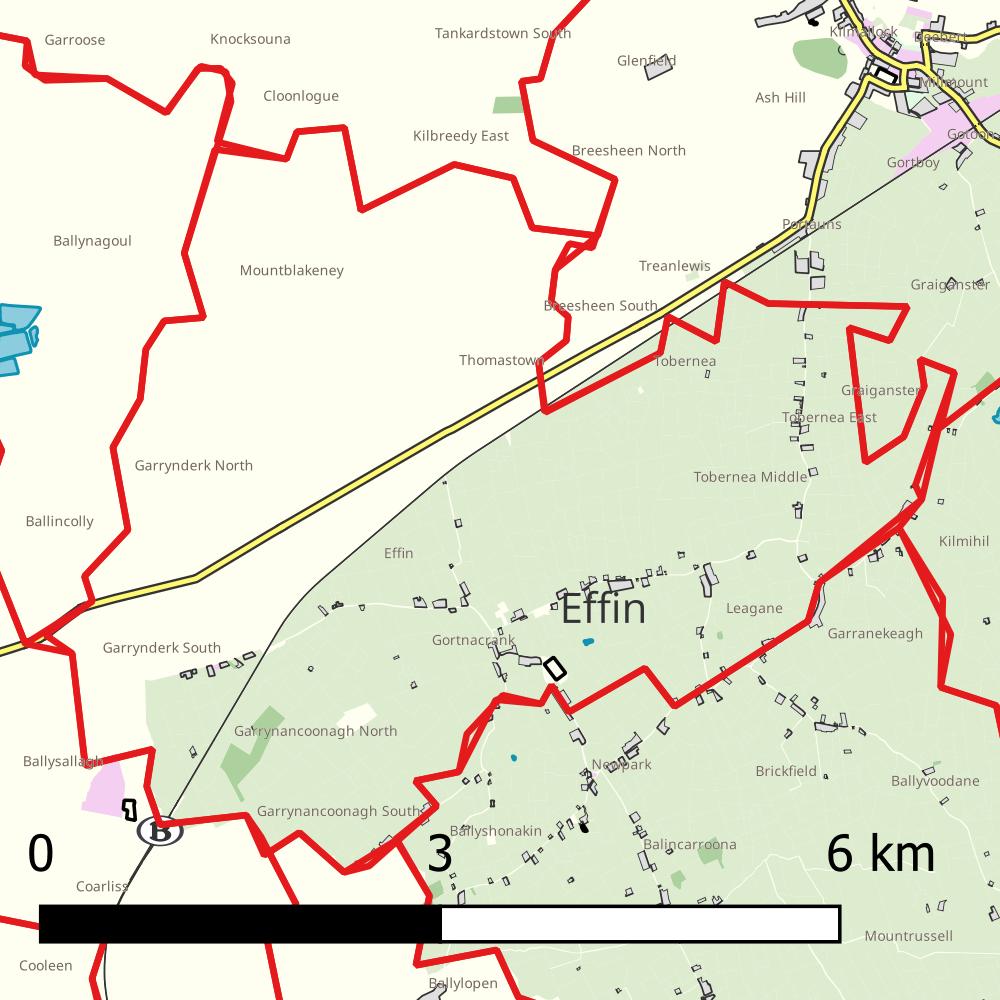 Garroose
Knocksouna
Tankardstown South
Kilmallock
Deebert
Glenfield
Millmount
Cloonlogue
Ash Hill
Kilbreedy East
Gotoon
Breesheen North
Gortboy
Portauns
Ballynagoul
Mountblakeney
Treanlewis
Graiganster
Breesheen South
Thomastown
Tobernea
Graiganster
Tobernea East
Garrynderk North
Tobernea Middle
Ballincolly
Effin
Kilmihil
Effin
Leagane
Garranekeagh
Gortnacrank
Garrynderk South
Garrynancoonagh North
Ballysallagh
Newpark
Brickfield
Ballyvoodane
Garrynancoonagh South
B
Ballyshonakin
Balincarroona
0 3 6 km
Coarliss
Mountrussell
Cooleen
Ballylopen